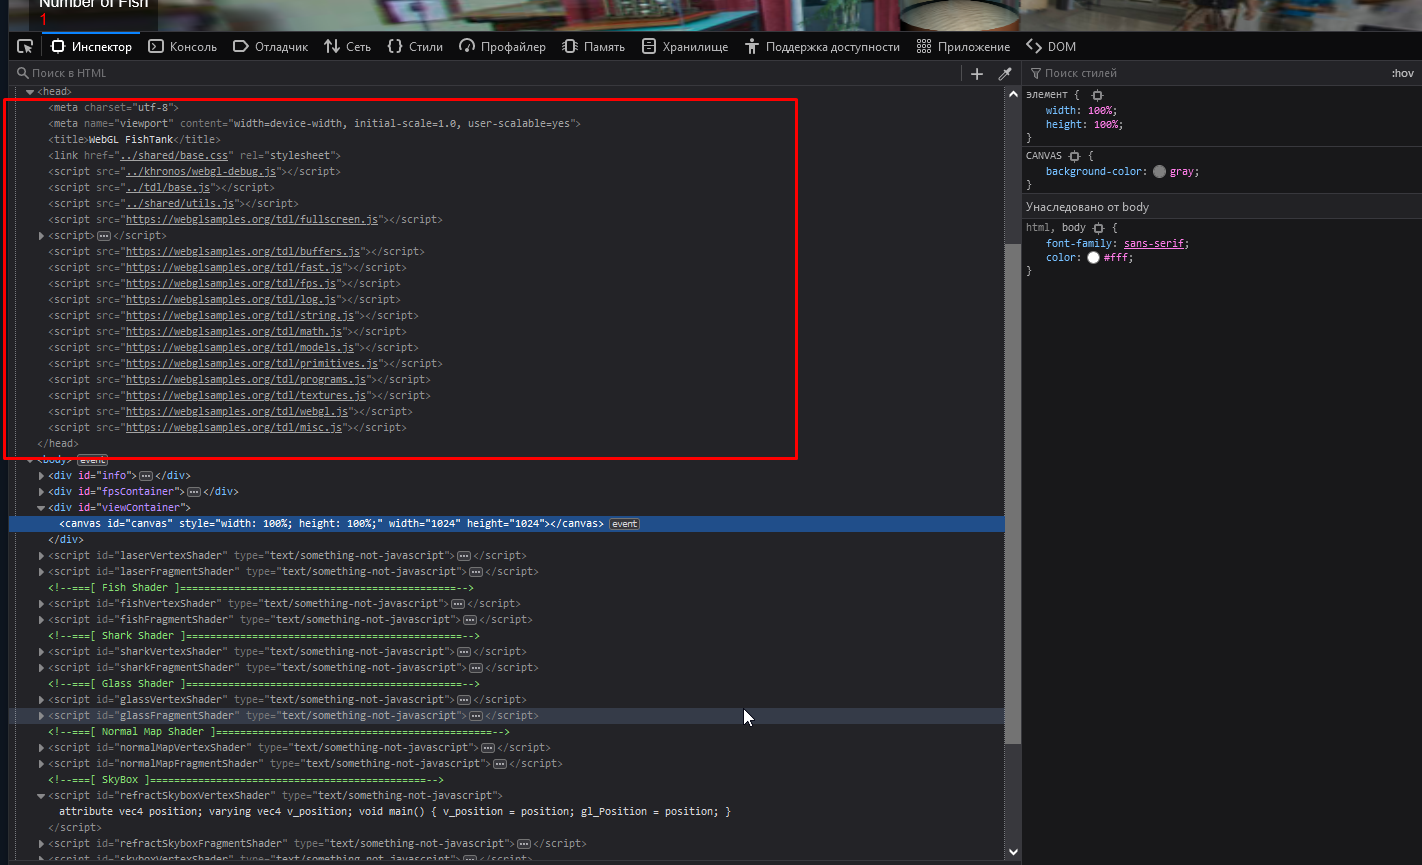 Number of Fish
1
Инспектор Консоль Отладчик Сеть Стили Профайлер Память Хранилище Поддержка доступности Приложение DOM
Поиск в HTML
<head>
<meta charset="utf-8">
<meta name="viewport" content="width=device-width, initial-scale=1.0, user-scalable=yes">
<title>WebGL FishTank</title>
<link href="../shared/base.css" rel="stylesheet">
<script src="../khronos/webgl-debug.js"></script>
<script src="../tdl/base.js"></script>
<script src="../shared/utils.js"></script>
<script src="https://webglsamples.org/tdl/fullscreen.js"></script>
<script></script>
<script src="https://webglsamples.org/tdl/buffers.js"></script>
<script src="https://webglsamples.org/tdl/fast.js"></script>
<script src="https://webglsamples.org/tdl/fps.js"></script>
<script src="https://webglsamples.org/tdl/log.js"></script>
<script src="https://webglsamples.org/tdl/string.js"></script>
<script src="https://webglsamples.org/tdl/math.js"></script>
<script src="https://webglsamples.org/tdl/models.js"></script>
<script src="https://webglsamples.org/tdl/primitives.js"></script>
<script src="https://webglsamples.org/tdl/programs.js"></script>
<script src="https://webglsamples.org/tdl/textures.js"></script>
<script src="https://webglsamples.org/tdl/webgl.js"></script>
<script src="https://webglsamples.org/tdl/misc.js"></script>
</head>
<body> event
<div id="info"></div>
<div id="fpsContainer"></div>
<div id="viewContainer">
<canvas id="canvas" style="width: 100%; height: 100%;" width="1024" height="1024"></canvas> event
</div>
<script id="laserVertexShader" type="text/something-not-javascript"></script>
<script id="laserFragmentShader" type="text/something-not-javascript"></script>
<!--===[ Fish Shader ]==============================================-->
<script id="fishVertexShader" type="text/something-not-javascript"></script>
<script id="fishFragmentShader" type="text/something-not-javascript"></script>
<!--===[ Shark Shader ]==============================================-->
<script id="sharkVertexShader" type="text/something-not-javascript"></script>
<script id="sharkFragmentShader" type="text/something-not-javascript"></script>
<!--===[ Glass Shader ]==============================================-->
<script id="glassVertexShader" type="text/something-not-javascript"></script>
<script id="glassFragmentShader" type="text/something-not-javascript"></script>
<!--===[ Normal Map Shader ]==============================================-->
<script id="normalMapVertexShader" type="text/something-not-javascript"></script>
<script id="normalMapFragmentShader" type="text/something-not-javascript"></script>
<!--===[ SkyBox ]==============================================-->
<script id="refractSkyboxVertexShader" type="text/something-not-javascript">
attribute vec4 position; varying vec4 v_position; void main() { v_position = position; gl_Position = position; }
</script>
<script id="refractSkyboxFragmentShader" type="text/something-not-javascript"></script>
<script id="skyboxVertexShader" type="text/something-not-javascript"></script>
Поиск стилей :hov
элемент {
width: 100%;
height: 100%;
}
CANVAS {
background-color: gray;
}
Унаследовано от body
html, body {
font-family: sans-serif;
color: #fff;
}